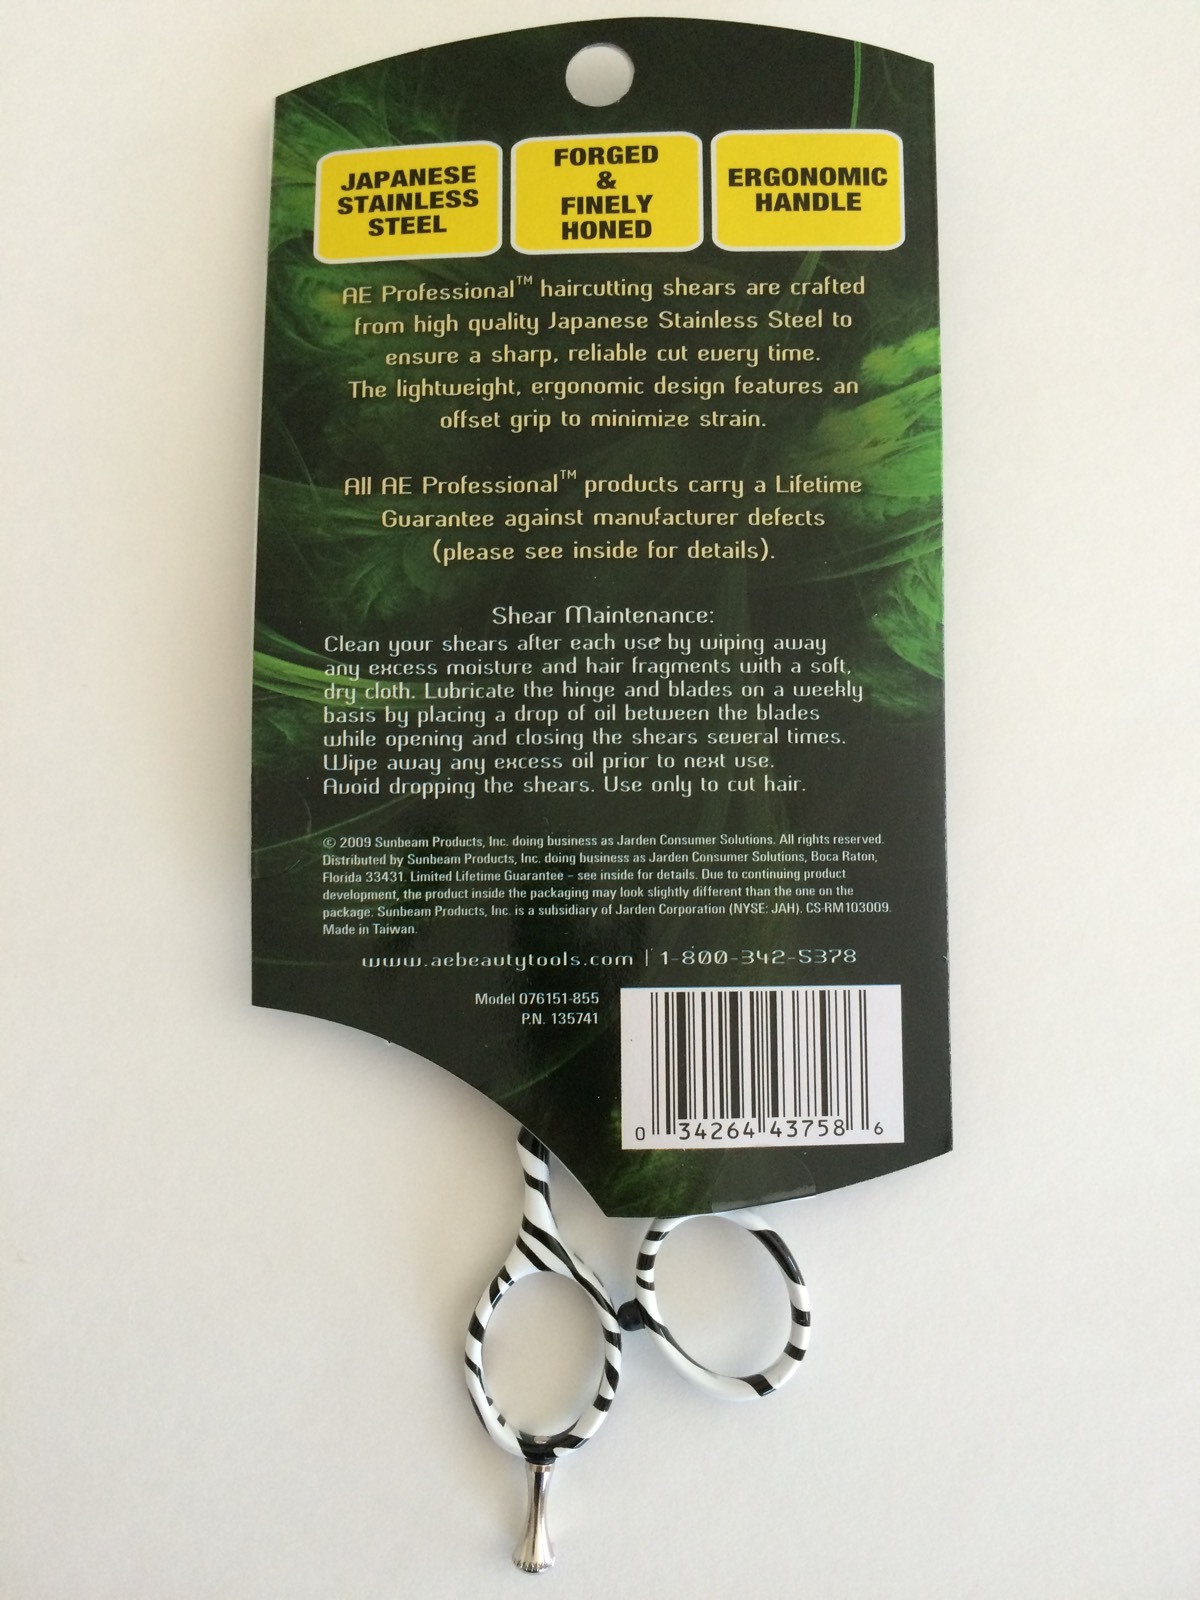 JAPANESE
STAINLESS
STEEL
FORGED
&
FINELY
HONED
ERGONOMIC
HANDLE
AE Professional™ haircutting shears are crafted
from high quality Japanese Stainless Steel to
ensure a sharp, reliable cut every time.
The lightweight, ergonomic design features an
offset grip to minimize strain.
All AE Professional™ products carry a Lifetime
Guarantee against manufacturer defects
(please see inside for details).
Shear Maintenance:
Clean your shears after each use by wiping away
any excess moisture and hair fragments with a soft,
dry cloth. Lubricate the hinge and blades on a weekly
basis by placing a drop of oil between the blades
while opening and closing the shears several times.
Wipe away any excess oil prior to next use.
Avoid dropping the shears. Use only to cut hair.
© 2009 Sunbeam Products, Inc. doing business as Jarden Consumer Solutions. All rights reserved.
Distributed by Sunbeam Products, Inc. doing business as Jarden Consumer Solutions, Boca Raton,
Florida 33431. Limited Lifetime Guarantee – see inside for details. Due to continuing product
development, the product inside the packaging may look slightly different than the one on the
package. Sunbeam Products, Inc. is a subsidiary of Jarden Corporation (NYSE: JAH). CS-RM103009.
Made in Taiwan.
www.aebeautytools.com | 1-800-342-5378
Model 076151-855
P.N. 135741
0 34264 43758 6